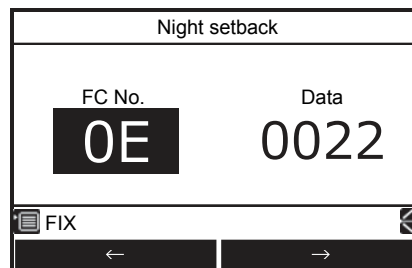 Night setback
FC No. Data
0E 0022
FIX
← →